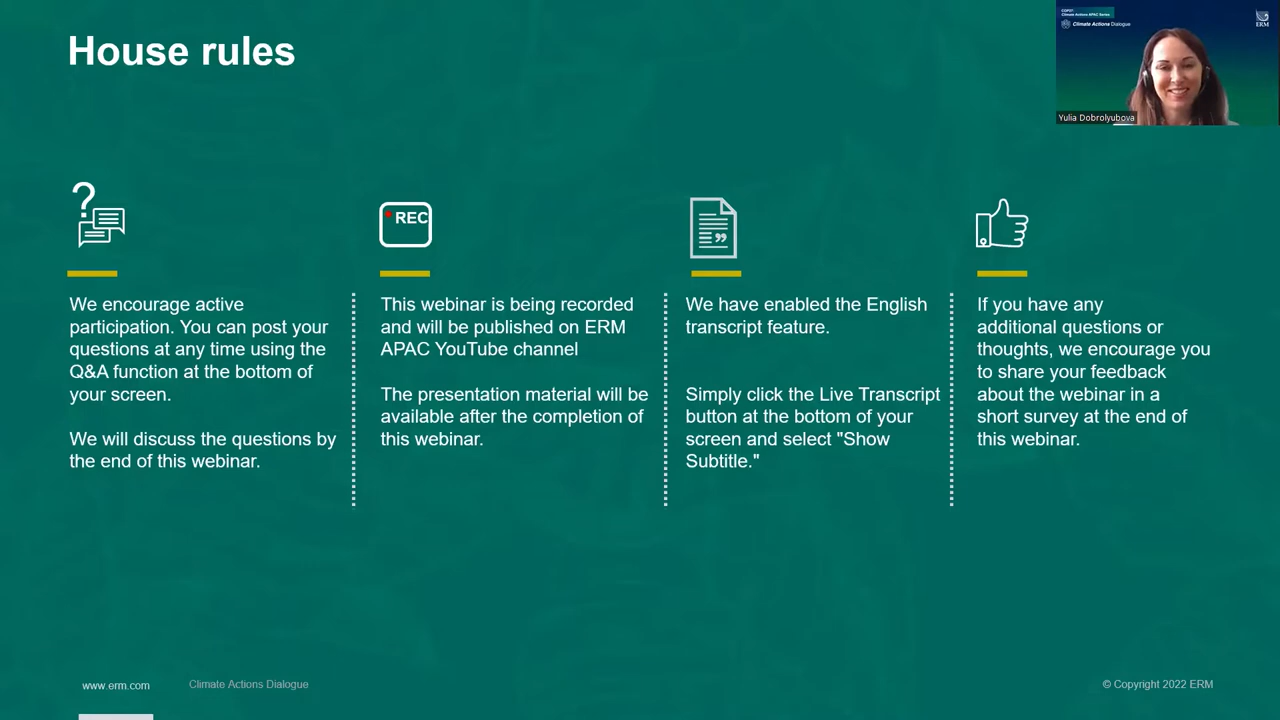 House rules
COP27
Climate Actions APAC Series
Climate Actions Dialogue
ERM
Yulia Dobrolyubova
?
REC
We encourage active
participation. You can post your
questions at any time using the
Q&A function at the bottom of
your screen.
We will discuss the questions by
the end of this webinar.
This webinar is being recorded
and will be published on ERM
APAC YouTube channel
The presentation material will be
available after the completion of
this webinar.
We have enabled the English
transcript feature.
Simply click the Live Transcript
button at the bottom of your
screen and select "Show
Subtitle."
If you have any
additional questions or
thoughts, we encourage you
to share your feedback
about the webinar in a
short survey at the end of
this webinar.
www.erm.com
Climate Actions Dialogue
© Copyright 2022 ERM